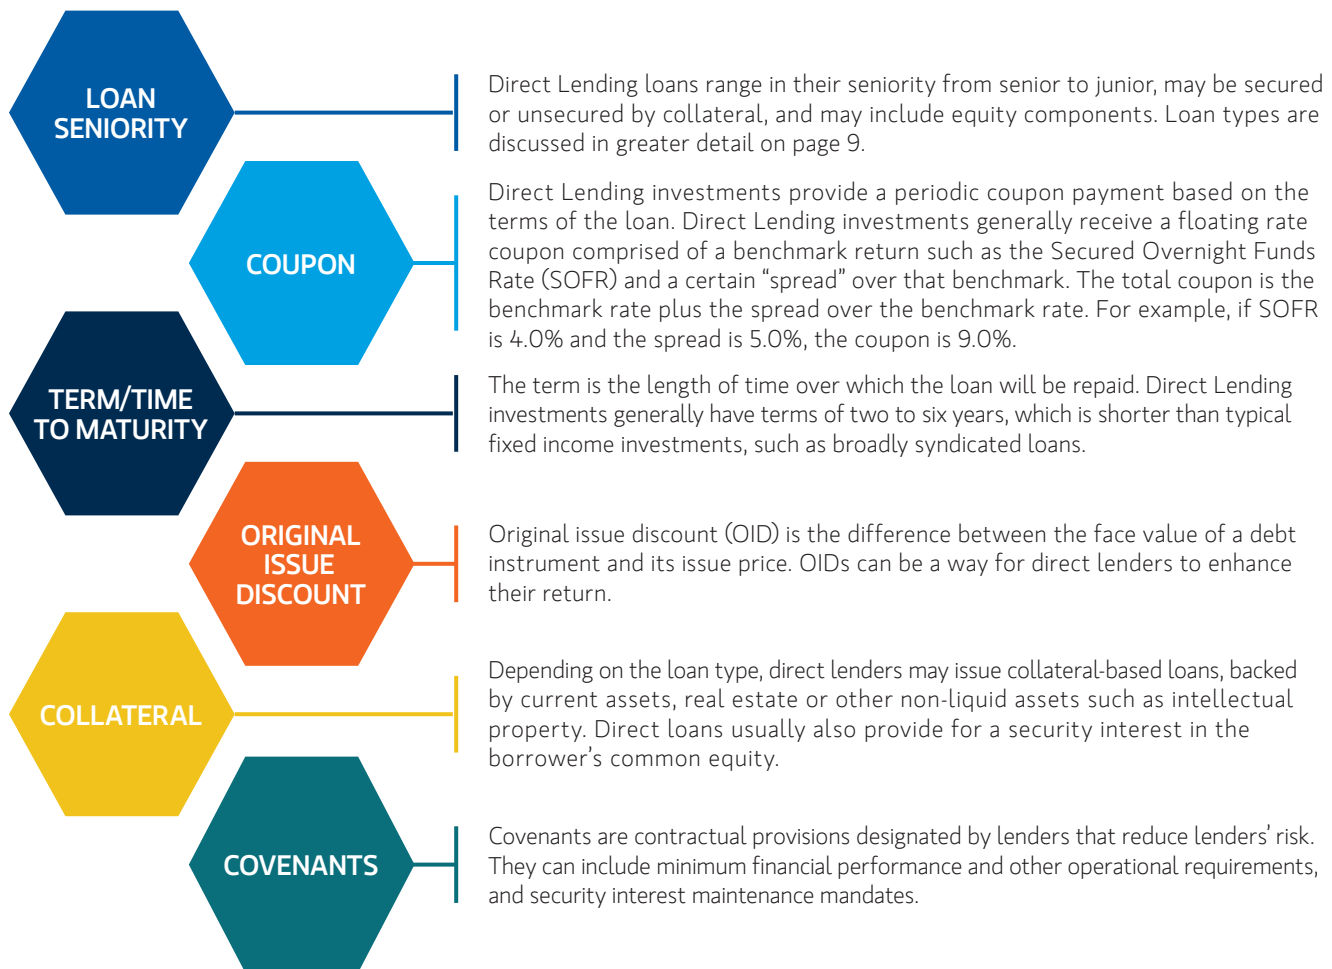 LOAN
SENIORITY
Direct Lending loans range in their seniority from senior to junior, may be secured
or unsecured by collateral, and may include equity components. Loan types are
discussed in greater detail on page 9.
COUPON
Direct Lending investments provide a periodic coupon payment based on the
terms of the loan. Direct Lending investments generally receive a floating rate
coupon comprised of a benchmark return such as the Secured Overnight Funds
Rate (SOFR) and a certain “spread” over that benchmark. The total coupon is the
benchmark rate plus the spread over the benchmark rate. For example, if SOFR
is 4.0% and the spread is 5.0%, the coupon is 9.0%.
TERM/TIME
TO MATURITY
The term is the length of time over which the loan will be repaid. Direct Lending
investments generally have terms of two to six years, which is shorter than typical
fixed income investments, such as broadly syndicated loans.
ORIGINAL
ISSUE
DISCOUNT
Original issue discount (OID) is the difference between the face value of a debt
instrument and its issue price. OIDs can be a way for direct lenders to enhance
their return.
COLLATERAL
Depending on the loan type, direct lenders may issue collateral-based loans, backed
by current assets, real estate or other non-liquid assets such as intellectual
property. Direct loans usually also provide for a security interest in the
borrower’s common equity.
COVENANTS
Covenants are contractual provisions designated by lenders that reduce lenders’ risk.
They can include minimum financial performance and other operational requirements,
and security interest maintenance mandates.